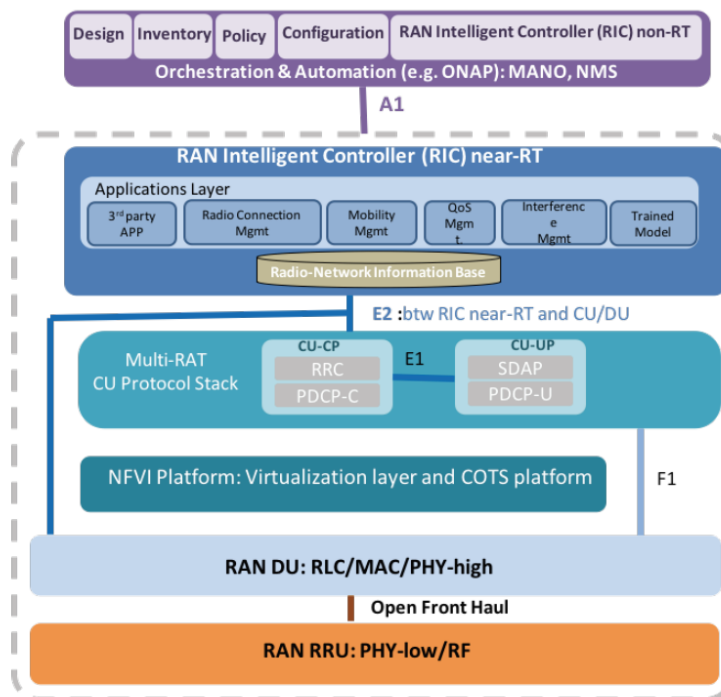 Design Inventory Policy Configuration RAN Intelligent Controller (RIC) non-RT
Orchestration & Automation (e.g. ONAP): MANO, NMS
A1
RAN Intelligent Controller (RIC) near-RT
Applications Layer
3rd party
APP
Radio Connection
Mgmt
Mobility
Mgmt
QoS
Mgm
t.
Interferenc
e
Mgmt
Trained
Model
Radio-Network Information Base
E2 :btw RIC near-RT and CU/DU
Multi-RAT
CU Protocol Stack
CU-CP
RRC
PDCP-C
E1
CU-UP
SDAP
PDCP-U
NFVI Platform: Virtualization layer and COTS platform
F1
RAN DU: RLC/MAC/PHY-high
Open Front Haul
RAN RRU: PHY-low/RF